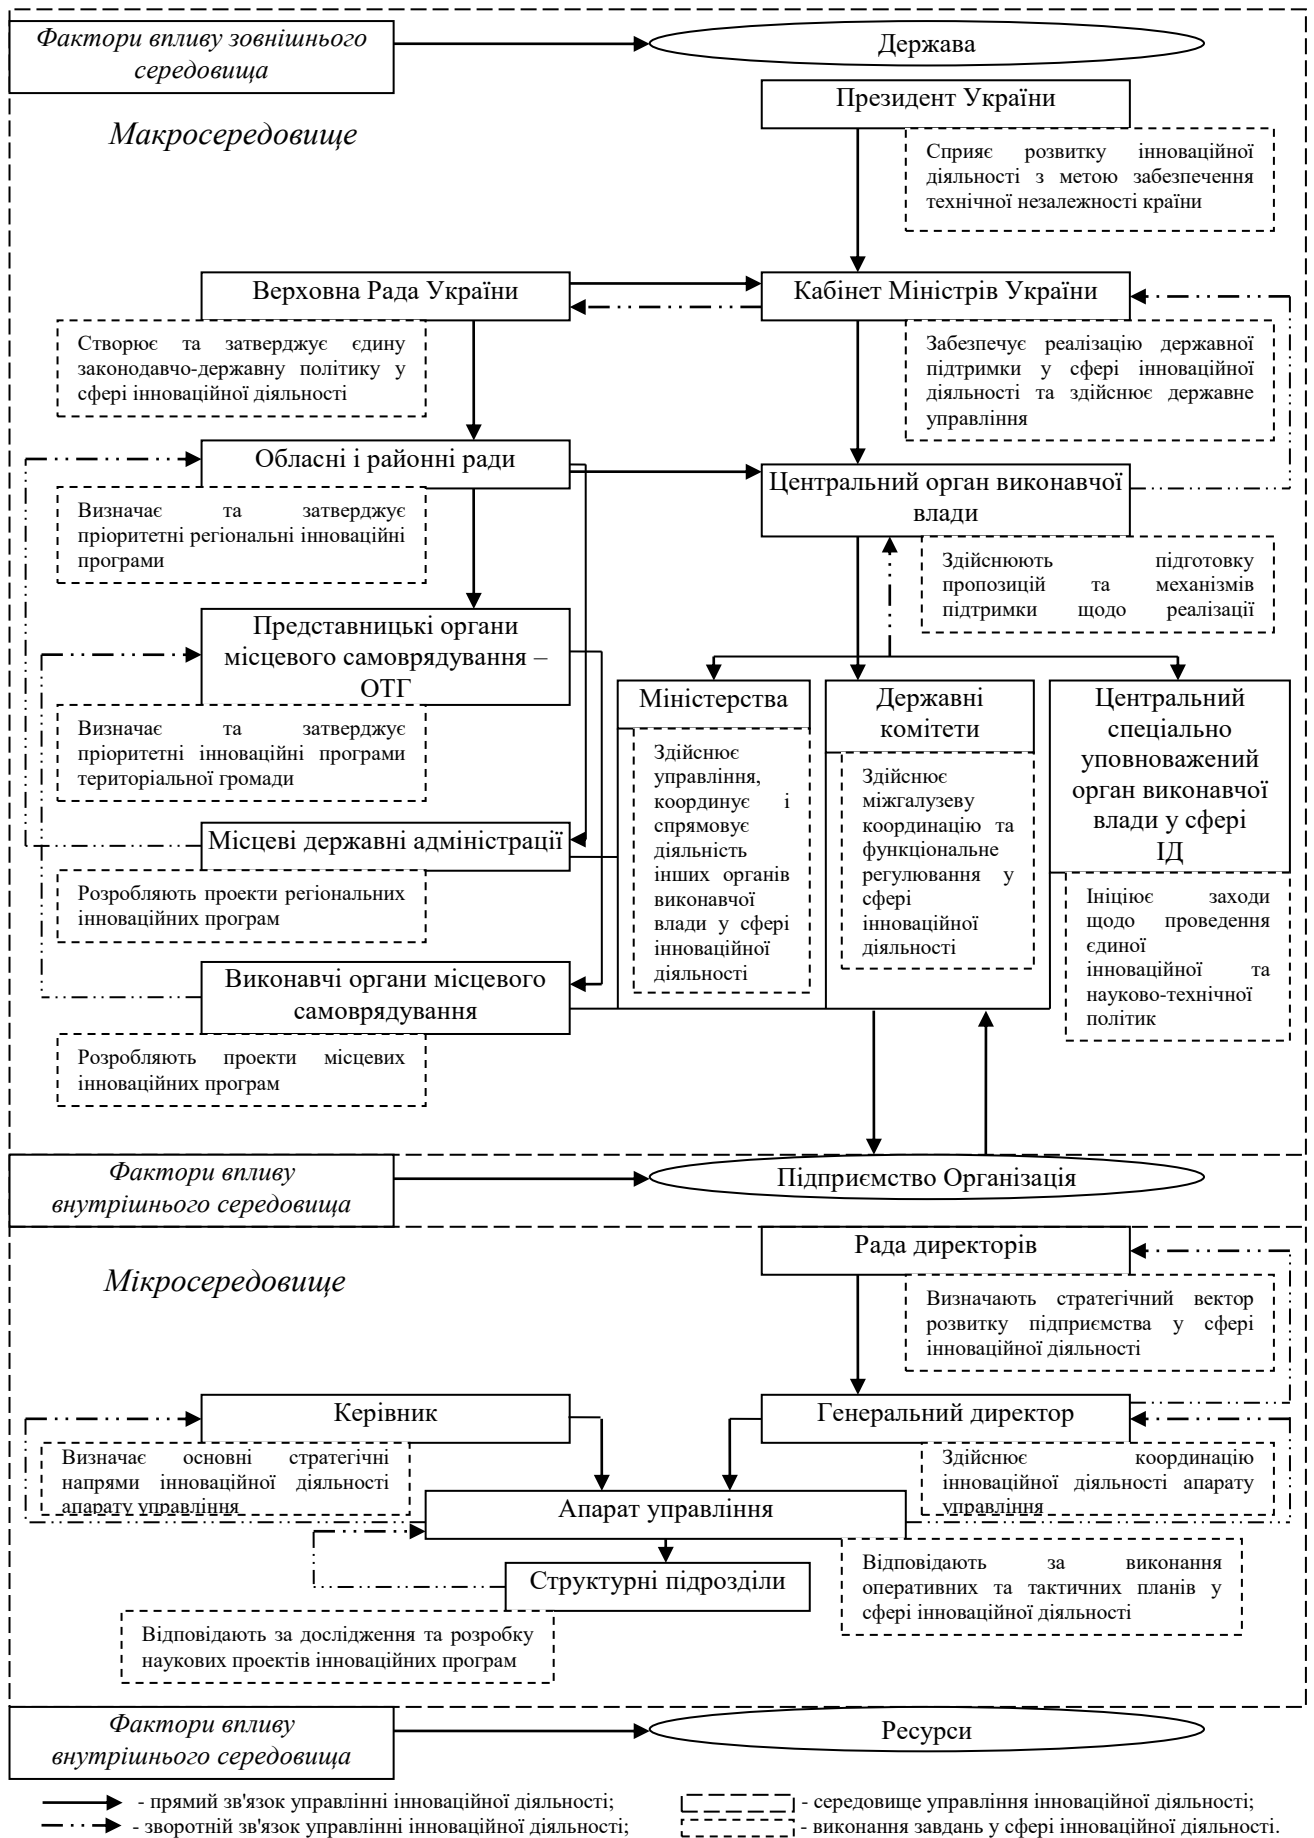 Фактори впливу зовнішнього
середовища
Держава
Президент України
Макросередовище
Сприяє розвитку інноваційної
діяльності з метою забезпечення
технічної незалежності країни
Верховна Рада України
Кабінет Міністрів України
Створює та затверджує єдину
законодавчо-державну політику у
сфері інноваційної діяльності
Забезпечує реалізацію державної
підтримки у сфері інноваційної
діяльності та здійснює державне
управління
Обласні і районні ради
Центральний орган виконавчої
влади
Визначає та затверджує
пріоритетні регіональні інноваційні
програми
Здійснюють підготовку
пропозицій та механізмів
підтримки щодо реалізації
Представницькі органи
місцевого самоврядування –
ОТГ
Визначає та затверджує
пріоритетні інноваційні програми
територіальної громади
Міністерства
Здійснює
управління,
координує і
спрямовує
діяльність
інших органів
виконавчої
влади у сфері
інноваційної
діяльності
Державні
комітети
Здійснює
міжгалузеву
координацію та
функціональне
регулювання у
сфері
інноваційної
діяльності
Центральний
спеціально
уповноважений
орган виконавчої
влади у сфері
ІД
Ініціює заходи
щодо проведення
єдиної
інноваційної та
науково-технічної
політик
Місцеві державні адміністрації
Розробляють проекти регіональних
інноваційних програм
Виконавчі органи місцевого
самоврядування
Розробляють проекти місцевих
інноваційних програм
Фактори впливу
внутрішнього середовища
Підприємство Організація
Рада директорів
Мікросередовище
Визначають стратегічний вектор
розвитку підприємства у сфері
інноваційної діяльності
Керівник
Генеральний директор
Визначає основні стратегічні
напрями інноваційної діяльності
апарату управління
Здійснює координацію
інноваційної діяльності апарату
управління
Апарат управління
Відповідають за виконання
оперативних та тактичних планів у
сфері інноваційної діяльності
Структурні підрозділи
Відповідають за дослідження та розробку
наукових проектів інноваційних програм
Фактори впливу
внутрішнього середовища
Ресурси
- прямий зв'язок управлінні інноваційної діяльності;
- зворотній зв'язок управлінні інноваційної діяльності;
- середовище управління інноваційної діяльності;
- виконання завдань у сфері інноваційної діяльності.